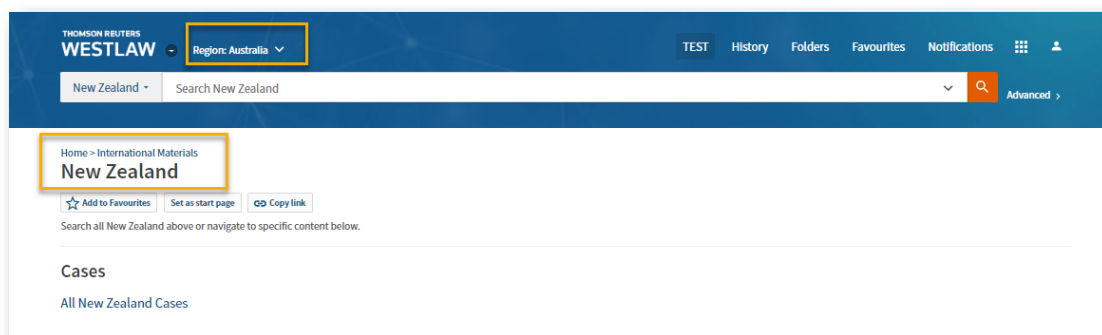 THOMSON REUTERS
WESTLAW
Region: Australia
TEST History Folders Favourites Notifications
New Zealand Search New Zealand
Advanced >
Home > International Materials
New Zealand
Add to Favourites Set as start page Copy link
Search all New Zealand above or navigate to specific content below.
Cases
All New Zealand Cases